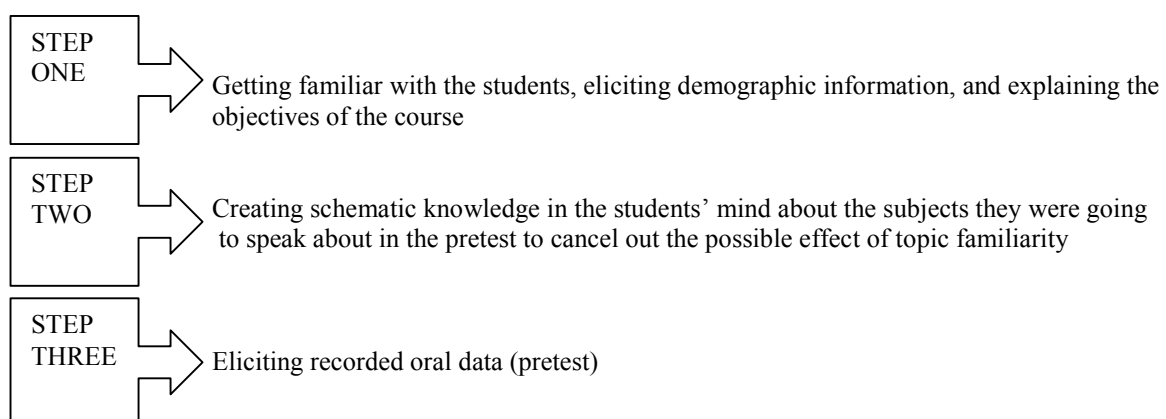 STEP
ONE
Getting familiar with the students, eliciting demographic information, and explaining the
objectives of the course
STEP
TWO
Creating schematic knowledge in the students’ mind about the subjects they were going
to speak about in the pretest to cancel out the possible effect of topic familiarity
STEP
THREE
Eliciting recorded oral data (pretest)